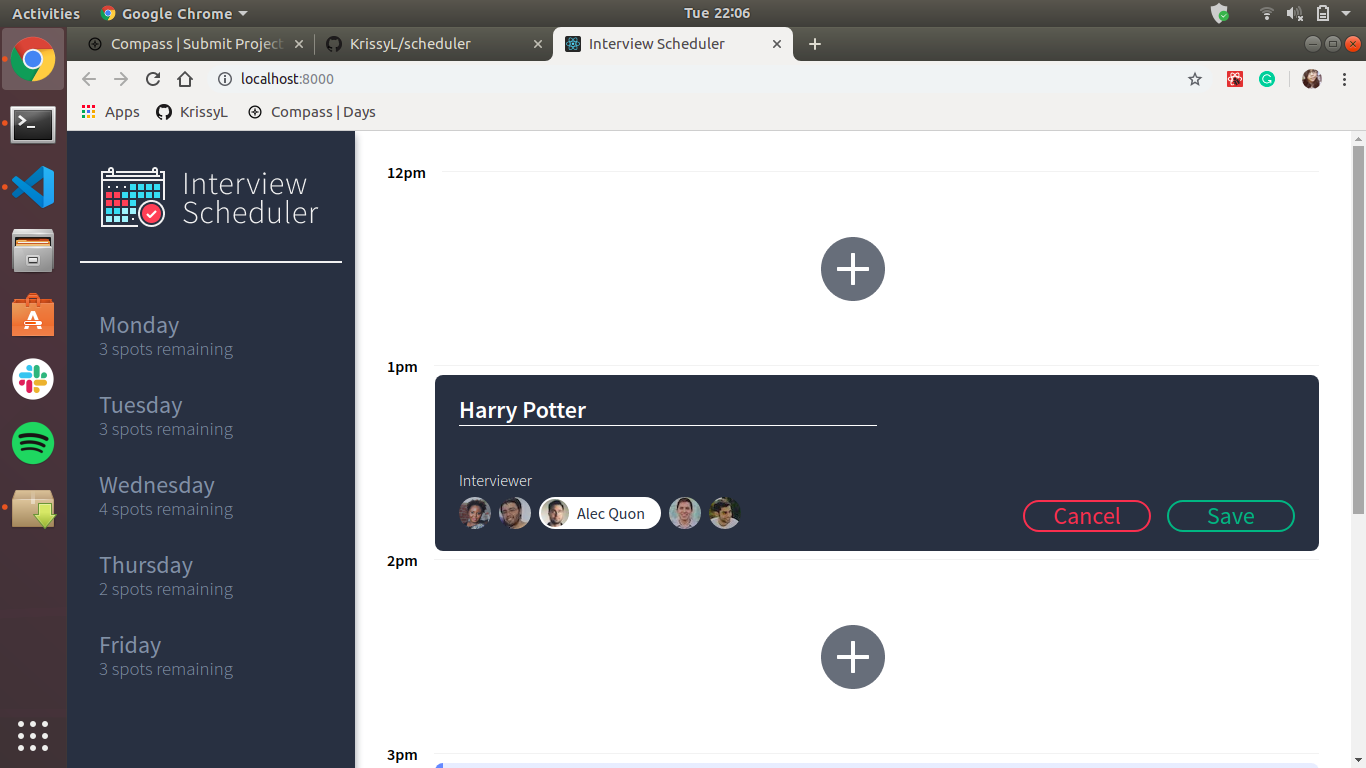 Activities Google Chrome Tue 22:06
Compass | Submit Project KrissyL/scheduler Interview Scheduler
localhost:8000
Apps KrissyL Compass | Days
Interview
Scheduler
Monday
3 spots remaining
Tuesday
3 spots remaining
Wednesday
4 spots remaining
Thursday
2 spots remaining
Friday
3 spots remaining
12pm
1pm
Harry Potter
Interviewer
Alec Quon
Cancel Save
2pm
3pm